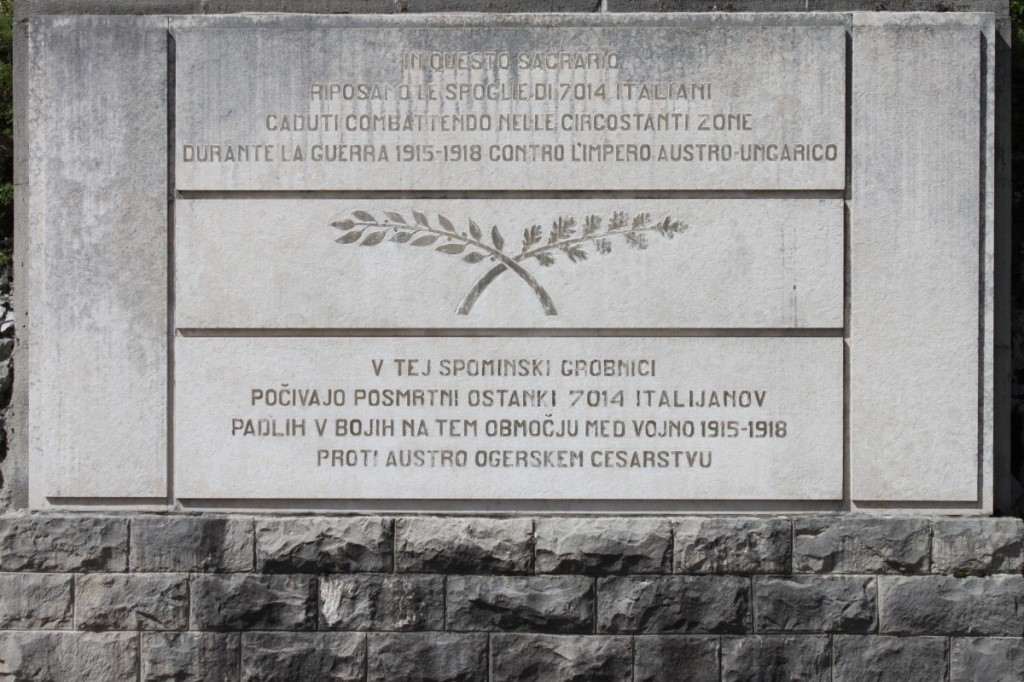 IN QUESTO SACRARIO
RIPOSANO LE SPOGLIE DI 7014 ITALIANI
CADUTI COMBATTENDO NELLE CIRCOSTANTI ZONE
DURANTE LA GUERRA 1915-1918 CONTRO L'IMPERO AUSTRO-UNGARICO
V TEJ SPOMINSKI GROBNICI
POČIVAJO POSMRTNI OSTANKI 7014 ITALIJANOV
PADLIH V BOJIH NA TEM OBMOČJU MED VOJNO 1915-1918
PROTI AUSTRO OGERSKEM CESARSTVU